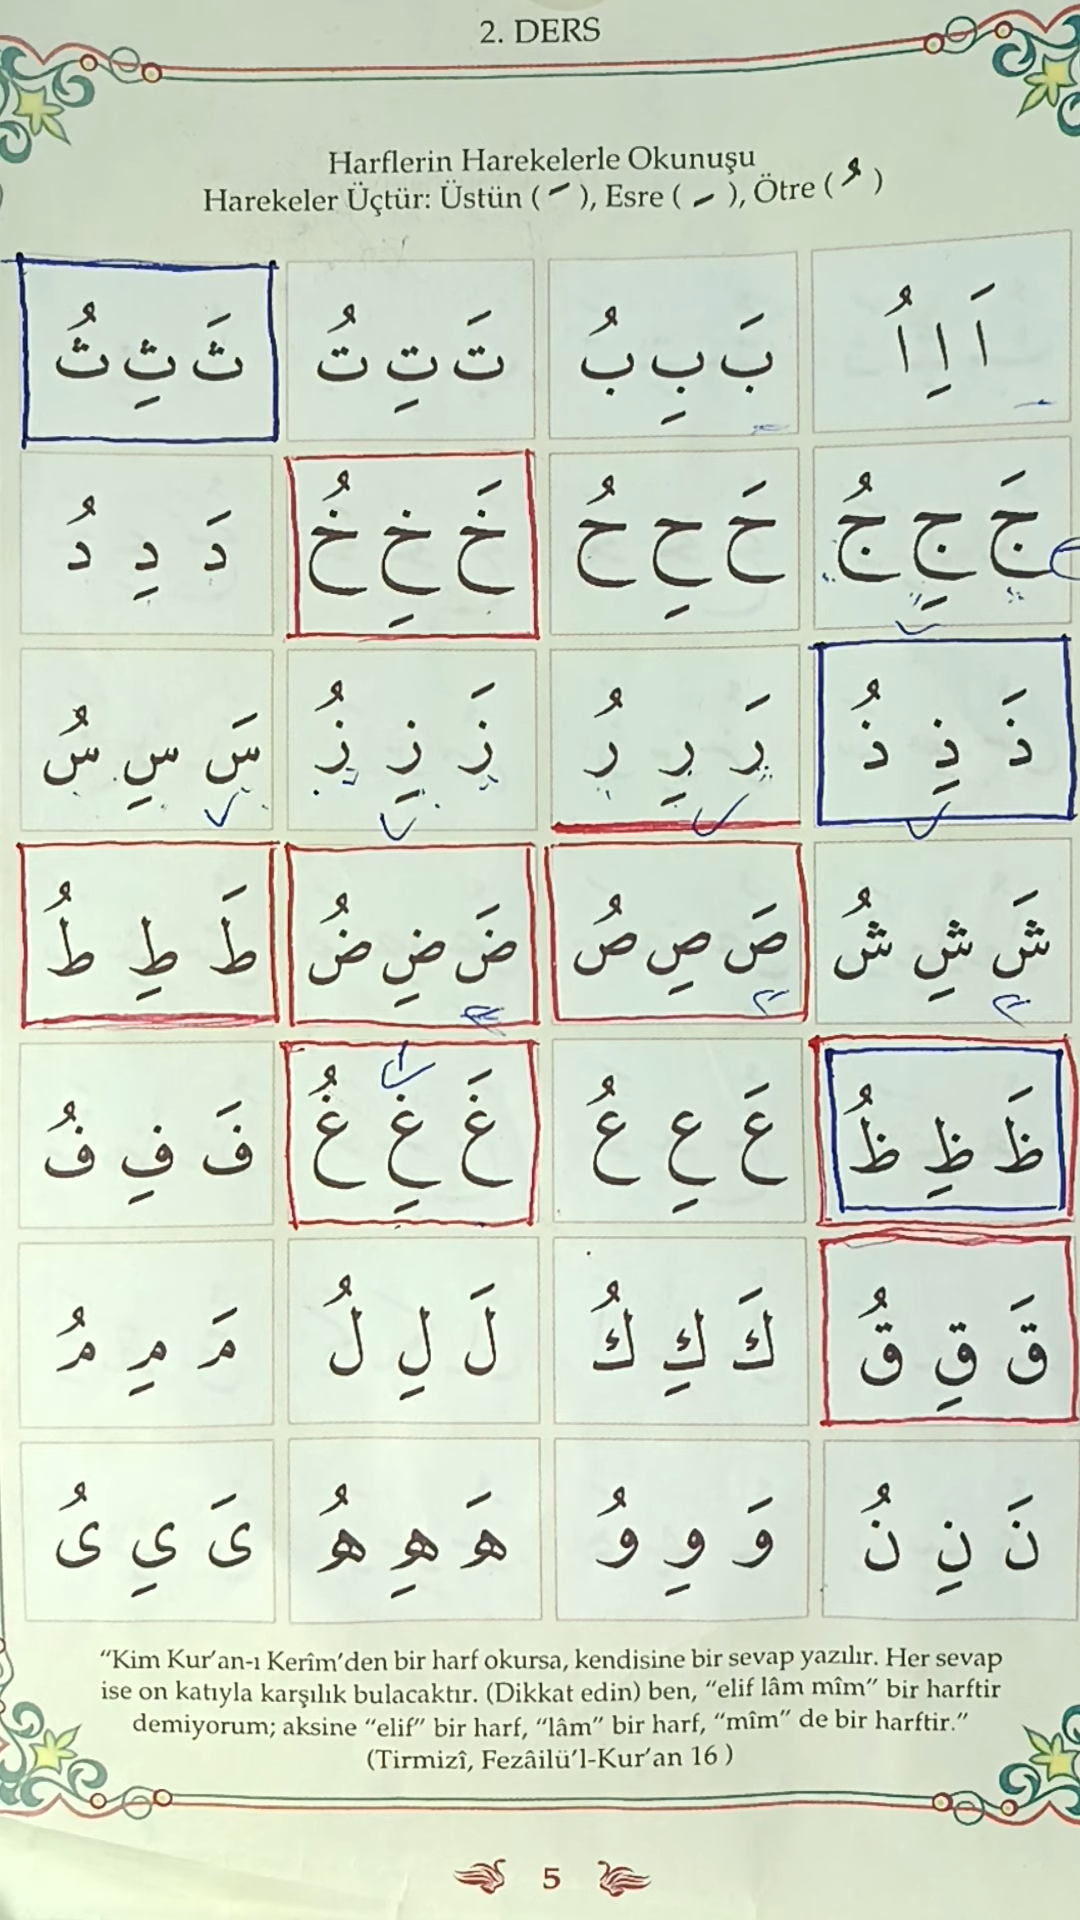 2. DERS
Harflerin Harekelerle Okunuşu
Harekeler Üçtür: Üstün ( َ ), Esre ( ِ ), Ötre ( ُ )
اَ اِ اُ بَ بِ بُ تَ تِ تُ ثَ ثِ ثُ
جَ جِ جُ حَ حِ حُ خَ خِ خُ دَ دِ دُ
ذَ ذِ ذُ رَ رِ رُ زَ زِ زُ سَ سِ سُ
شَ شِ شُ صَ صِ صُ ضَ ضِ ضُ طَ طِ طُ
ظَ ظِ ظُ عَ عِ عُ غَ غِ غُ فَ فِ فُ
قَ قِ قُ كَ كِ كُ لَ لِ لُ مَ مِ مُ
نَ نِ نُ وَ وِ وُ هَ هِ هُ ىَ ىِ ىُ
“Kim Kur’an-ı Kerîm’den bir harf okursa, kendisine bir sevap yazılır. Her sevap
ise on katıyla karşılık bulacaktır. (Dikkat edin) ben, “elif lâm mîm” bir harftir
demiyorum; aksine “elif” bir harf, “lâm” bir harf, “mîm” de bir harftir.”
(Tirmizî, Fezâilü’l-Kur’an 16 )
5